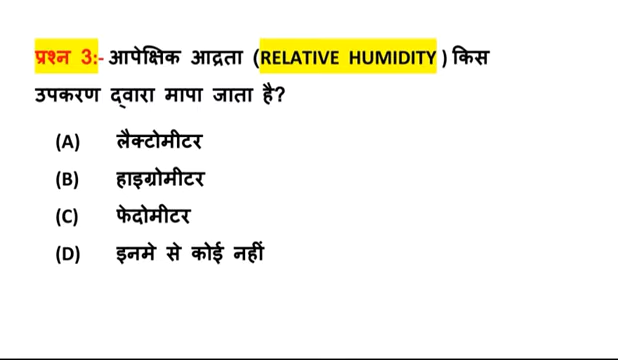 प्रश्न 3:- आपेक्षिक आद्रता (RELATIVE HUMIDITY ) किस
उपकरण द्वारा मापा जाता है?
(A) लैक्टोमीटर
(B) हाइग्रोमीटर
(C) फेदोमीटर
(D) इनमे से कोई नहीं